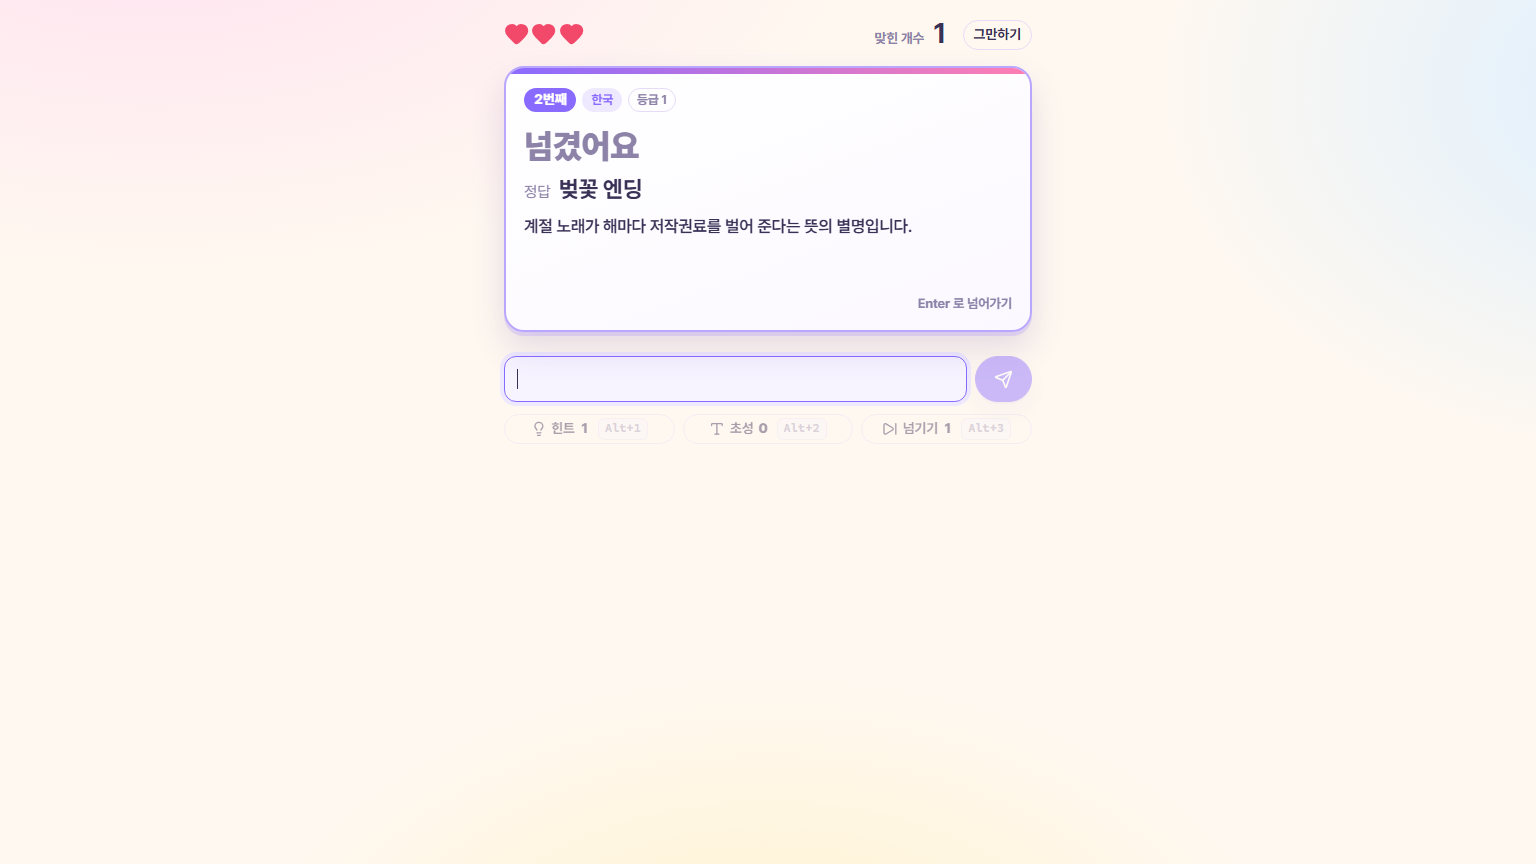 맞힌 개수 1 그만하기
2번째 한국 등급 1
넘겼어요
정답 벚꽃 엔딩
계절 노래가 해마다 저작권료를 벌어 준다는 뜻의 별명입니다.
Enter 로 넘어가기
힌트 1 Alt+1 초성 0 Alt+2 넘기기 1 Alt+3